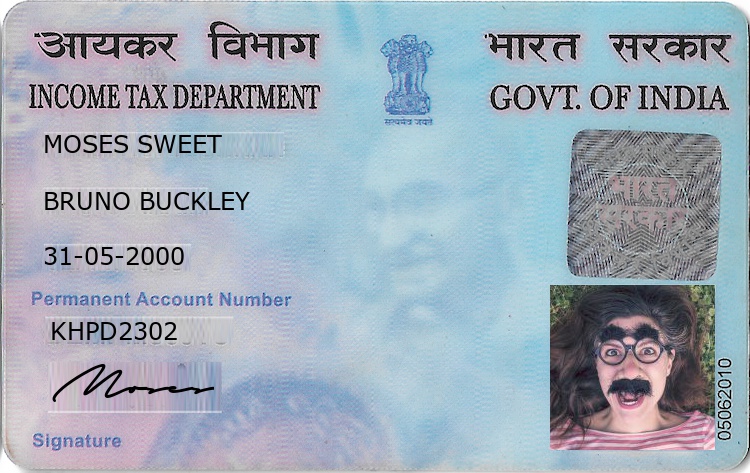 आयकर विभाग
भारत सरकार
INCOME TAX DEPARTMENT
GOVT. OF INDIA
सत्यमेव जयते
MOSES SWEET
BRUNO BUCKLEY
31-05-2000
भारत
सरकार
Permanent Account Number
KHPD2302
Moses
Signature
05062010